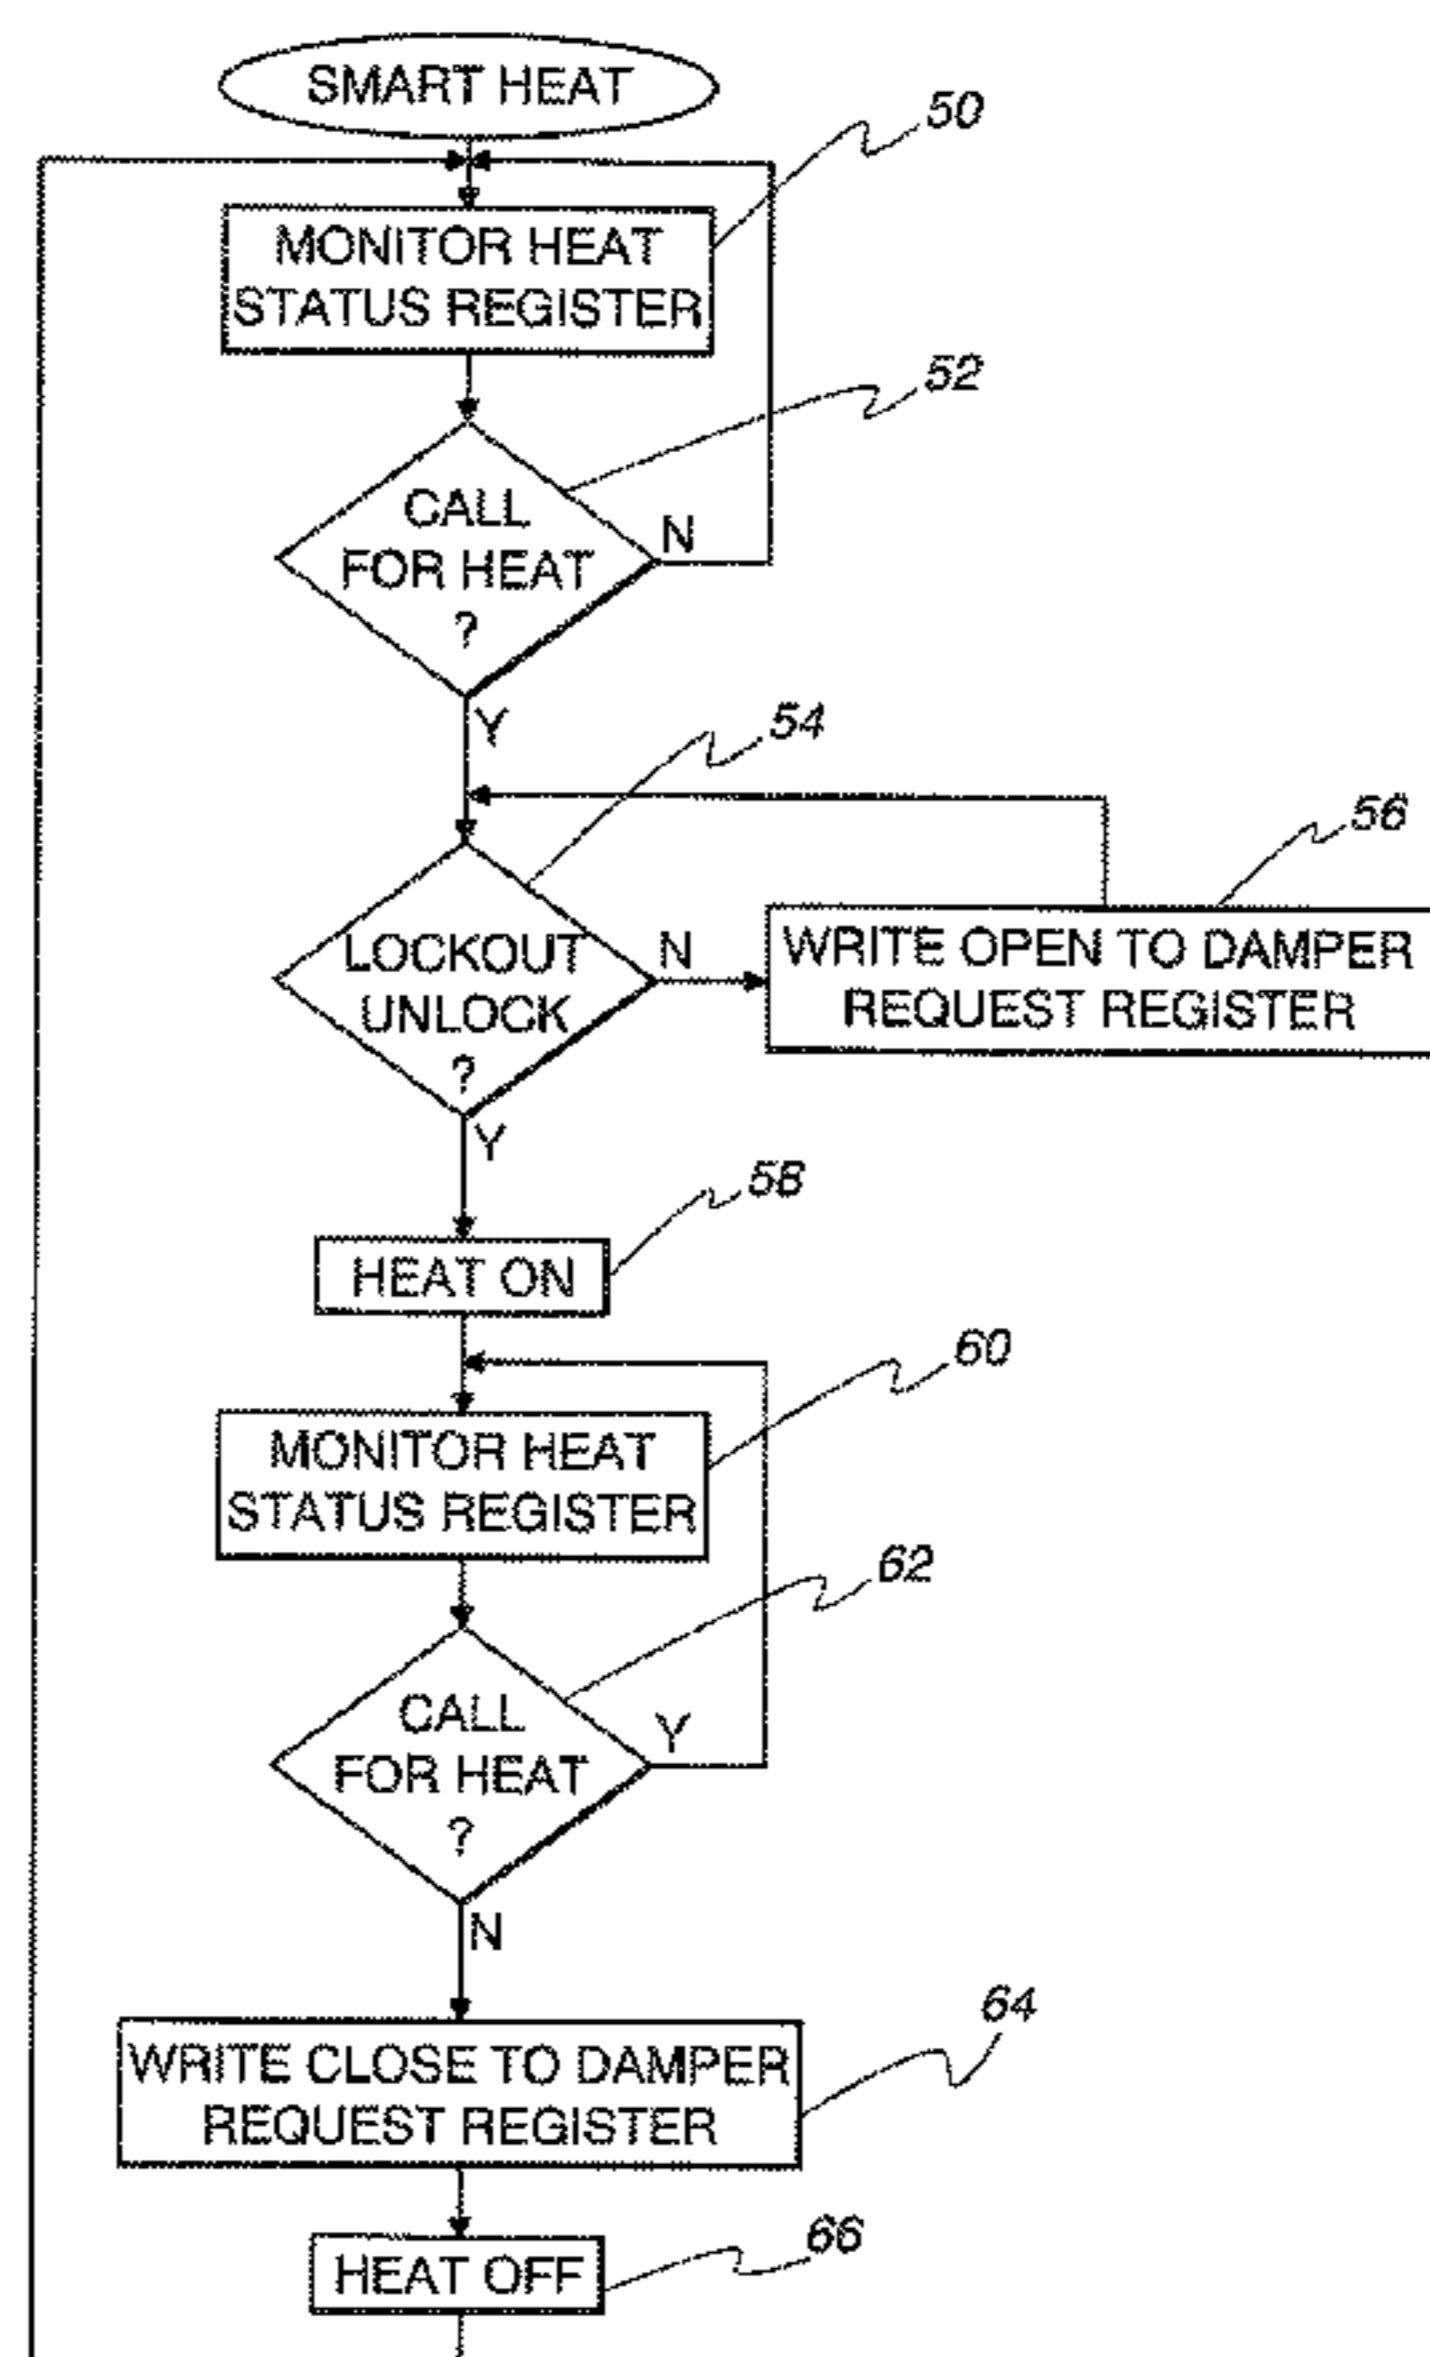 SMART HEAT
50
MONITOR HEAT
STATUS REGISTER
52
CALL
FOR HEAT
?
N
Y
54
56
LOCKOUT
UNLOCK
?
N
WRITE OPEN TO DAMPER
REQUEST REGISTER
Y
58
HEAT ON
60
MONITOR HEAT
STATUS REGISTER
62
CALL
FOR HEAT
?
Y
N
64
WRITE CLOSE TO DAMPER
REQUEST REGISTER
66
HEAT OFF